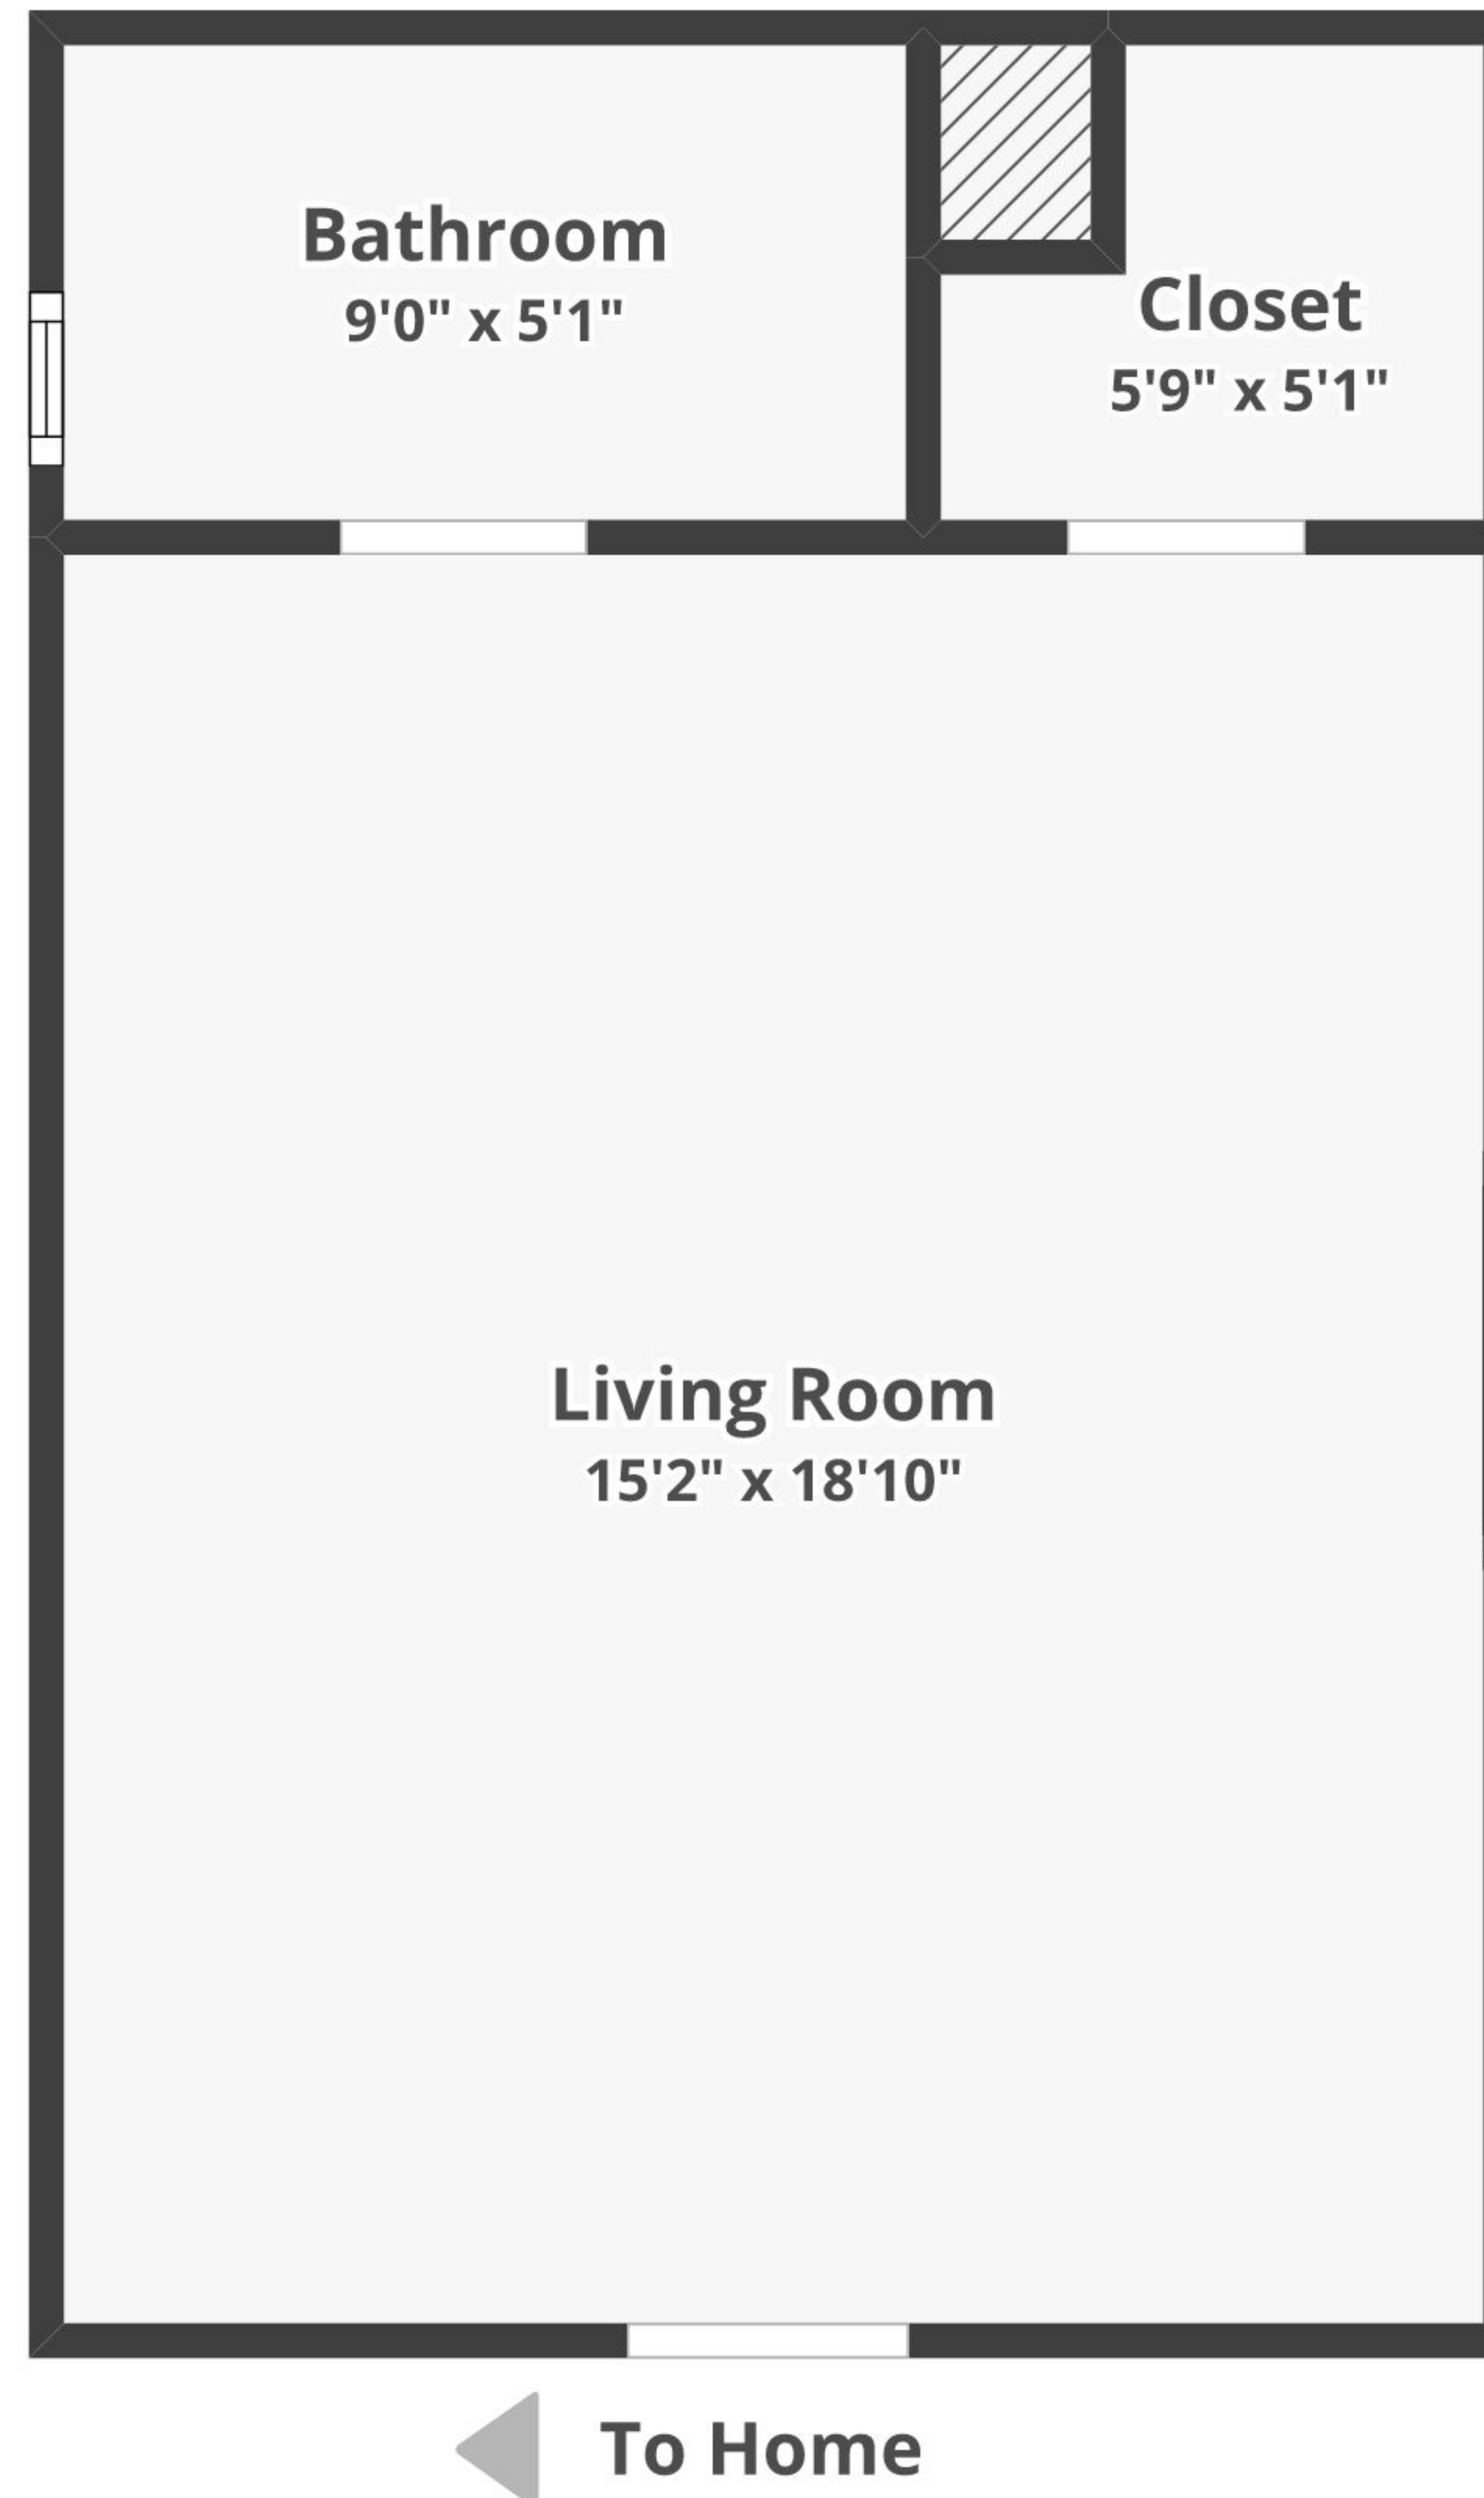 Bathroom
9'0" x 5'1"
Closet
5'9" x 5'1"
Living Room
15'2" x 18'10"
To Home